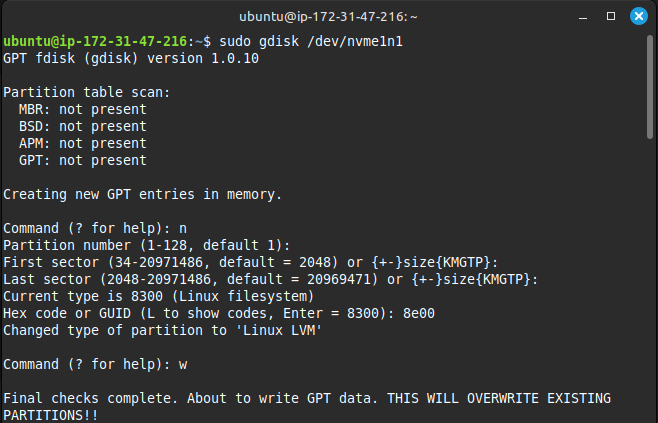 ubuntu@ip-172-31-47-216: ~
ubuntu@ip-172-31-47-216:~$ sudo gdisk /dev/nvme1n1
GPT fdisk (gdisk) version 1.0.10
Partition table scan:
  MBR: not present
  BSD: not present
  APM: not present
  GPT: not present
Creating new GPT entries in memory.
Command (? for help): n
Partition number (1-128, default 1):
First sector (34-20971486, default = 2048) or {+-}size{KMGTP}:
Last sector (2048-20971486, default = 20969471) or {+-}size{KMGTP}:
Current type is 8300 (Linux filesystem)
Hex code or GUID (L to show codes, Enter = 8300): 8e00
Changed type of partition to 'Linux LVM'
Command (? for help): w
Final checks complete. About to write GPT data. THIS WILL OVERWRITE EXISTING
PARTITIONS!!